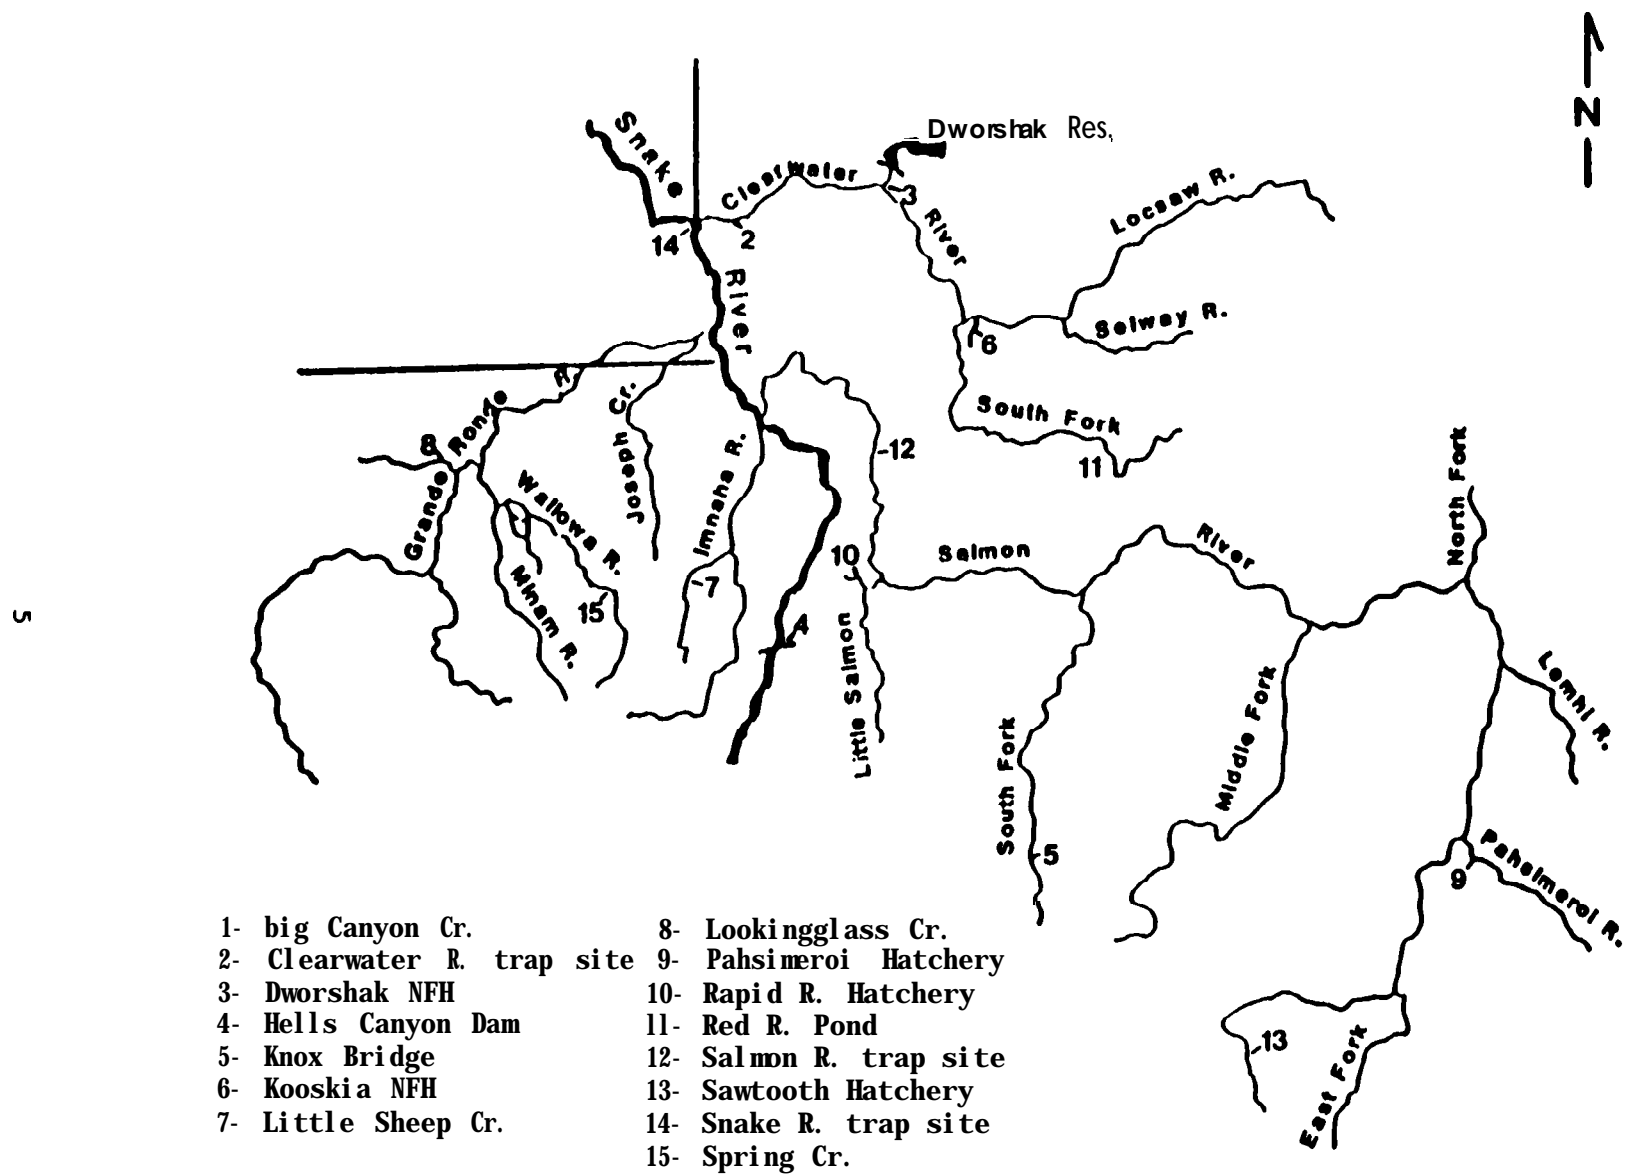 N
Dworshak Res,
Snake
River
Clearwater
River
Locsaw R.
Selway R.
South Fork
Grande Ronde R.
Joseph Cr.
Imnaha R.
Wallowa R.
Minam R.
Salmon
River
Little Salmon
South Fork
Middle Fork
North Fork
Lemhi R.
Pahsimeroi R.
East Fork
14
2
3
6
11
8
12
10
7
15
4
5
9
13
5
1- big Canyon Cr.
2- Clearwater R. trap site
3- Dworshak NFH
4- Hells Canyon Dam
5- Knox Bridge
6- Kooskia NFH
7- Little Sheep Cr.
8- Lookingglass Cr.
9- Pahsimeroi Hatchery
10- Rapid R. Hatchery
ll- Red R. Pond
12- Salmon R. trap site
13- Sawtooth Hatchery
14- Snake R. trap site
15- Spring Cr.